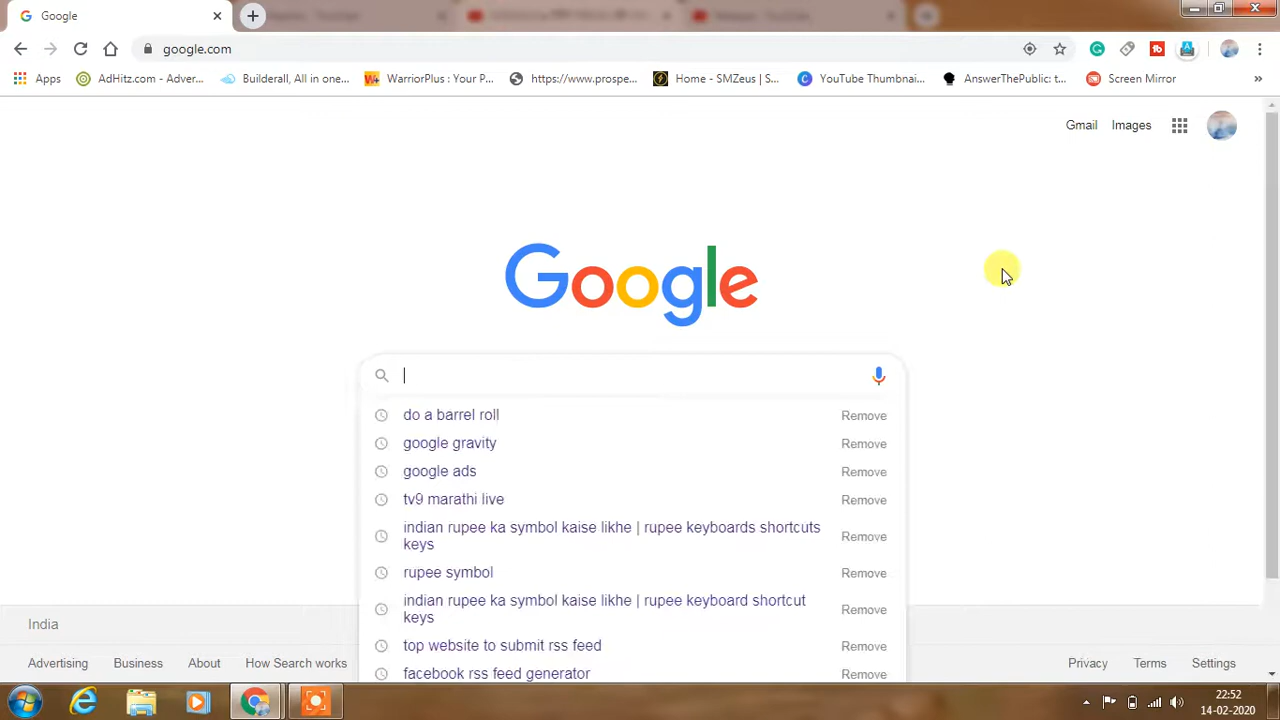 Google
google.com
Apps
AdHitz.com - Adver...
Builderall, All in one...
WarriorPlus : Your P...
https://www.prospe...
Home - SMZeus | S...
YouTube Thumbnai...
AnswerThePublic: t...
Screen Mirror
»
Gmail
Images
Google
do a barrel roll
Remove
google gravity
Remove
google ads
Remove
tv9 marathi live
Remove
indian rupee ka symbol kaise likhe | rupee keyboards shortcuts
keys
Remove
rupee symbol
Remove
indian rupee ka symbol kaise likhe | rupee keyboard shortcut
keys
Remove
top website to submit rss feed
Remove
facebook rss feed generator
Remove
India
Advertising
Business
About
How Search works
Privacy
Terms
Settings
22:52
14-02-2020